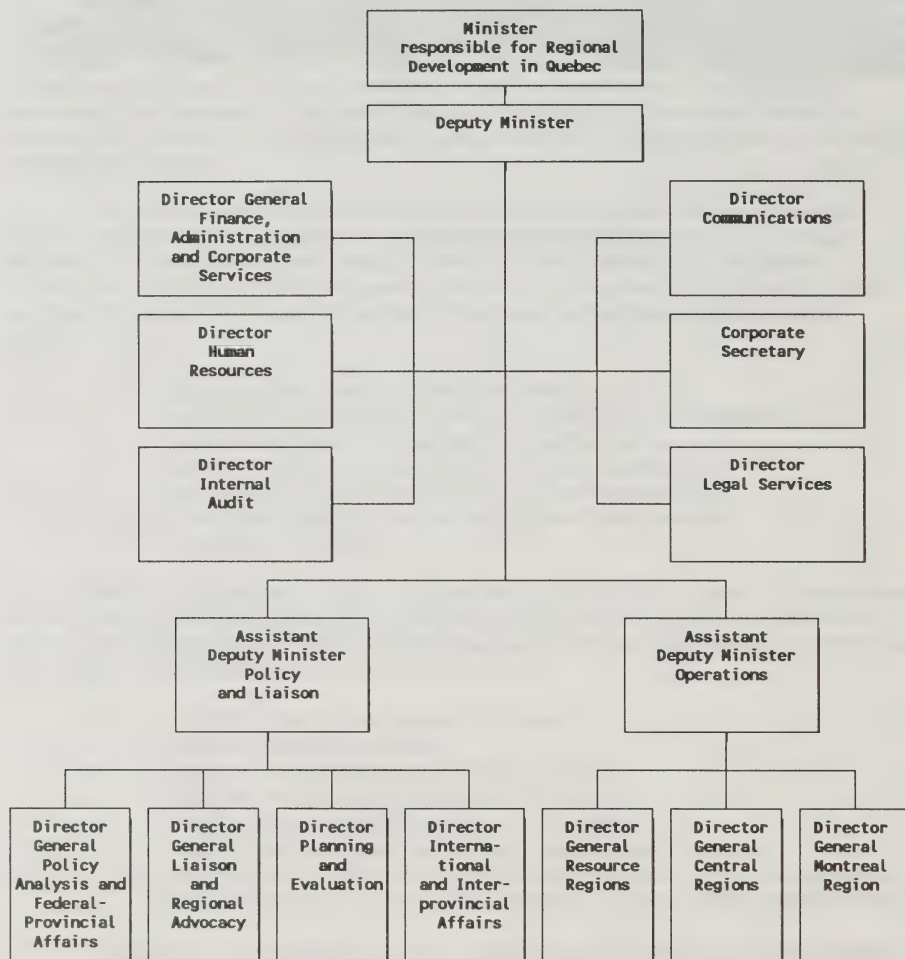 Minister
responsible for Regional
Development in Quebec
Deputy Minister
Director General
Finance,
Administration
and Corporate
Services
Director
Communications
Director
Human
Resources
Corporate
Secretary
Director
Internal
Audit
Director
Legal Services
Assistant
Deputy Minister
Policy
and Liaison
Assistant
Deputy Minister
Operations
Director
General
Policy
Analysis and
Federal-
Provincial
Affairs
Director
General
Liaison
and
Regional
Advocacy
Director
Planning
and
Evaluation
Director
Interna-
tional
and Inter-
provincial
Affairs
Director
General
Resource
Regions
Director
General
Central
Regions
Director
General
Montreal
Region